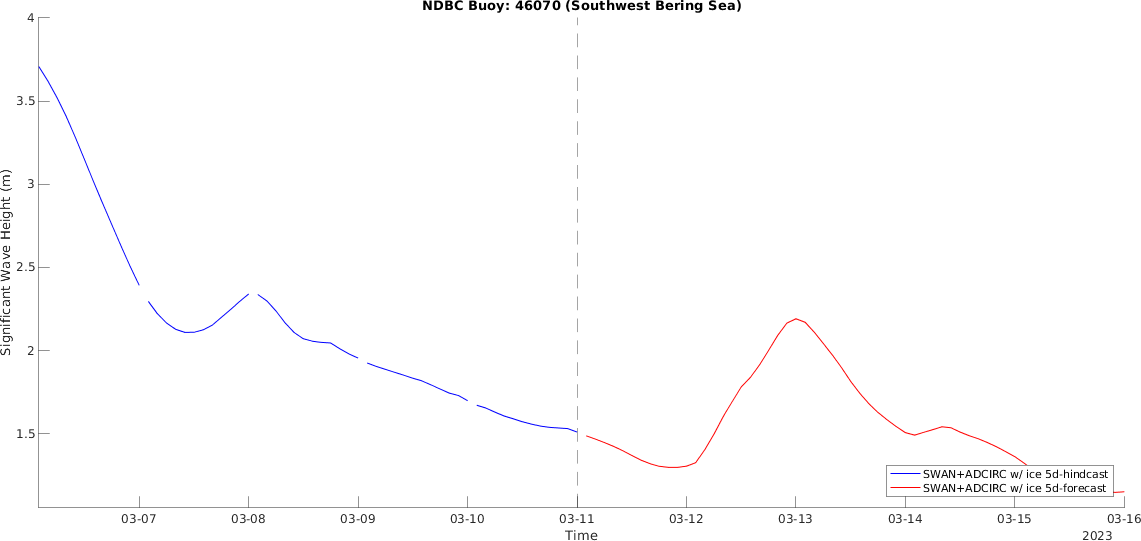 NDBC Buoy: 46070 (Southwest Bering Sea)
4
3.5
3
2.5
2
1.5
Significant Wave Height (m)
SWAN+ADCIRC w/ ice 5d-hindcast
SWAN+ADCIRC w/ ice 5d-forecast
03-07 03-08 03-09 03-10 03-11 03-12 03-13 03-14 03-15 03-16
Time
2023